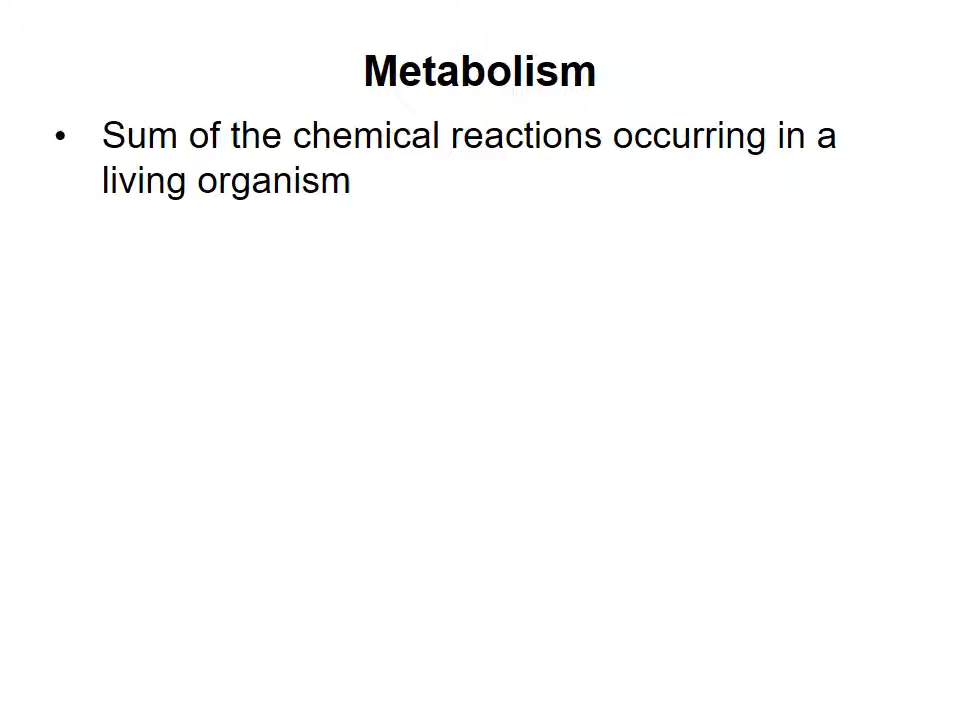 Metabolism
• Sum of the chemical reactions occurring in a
living organism